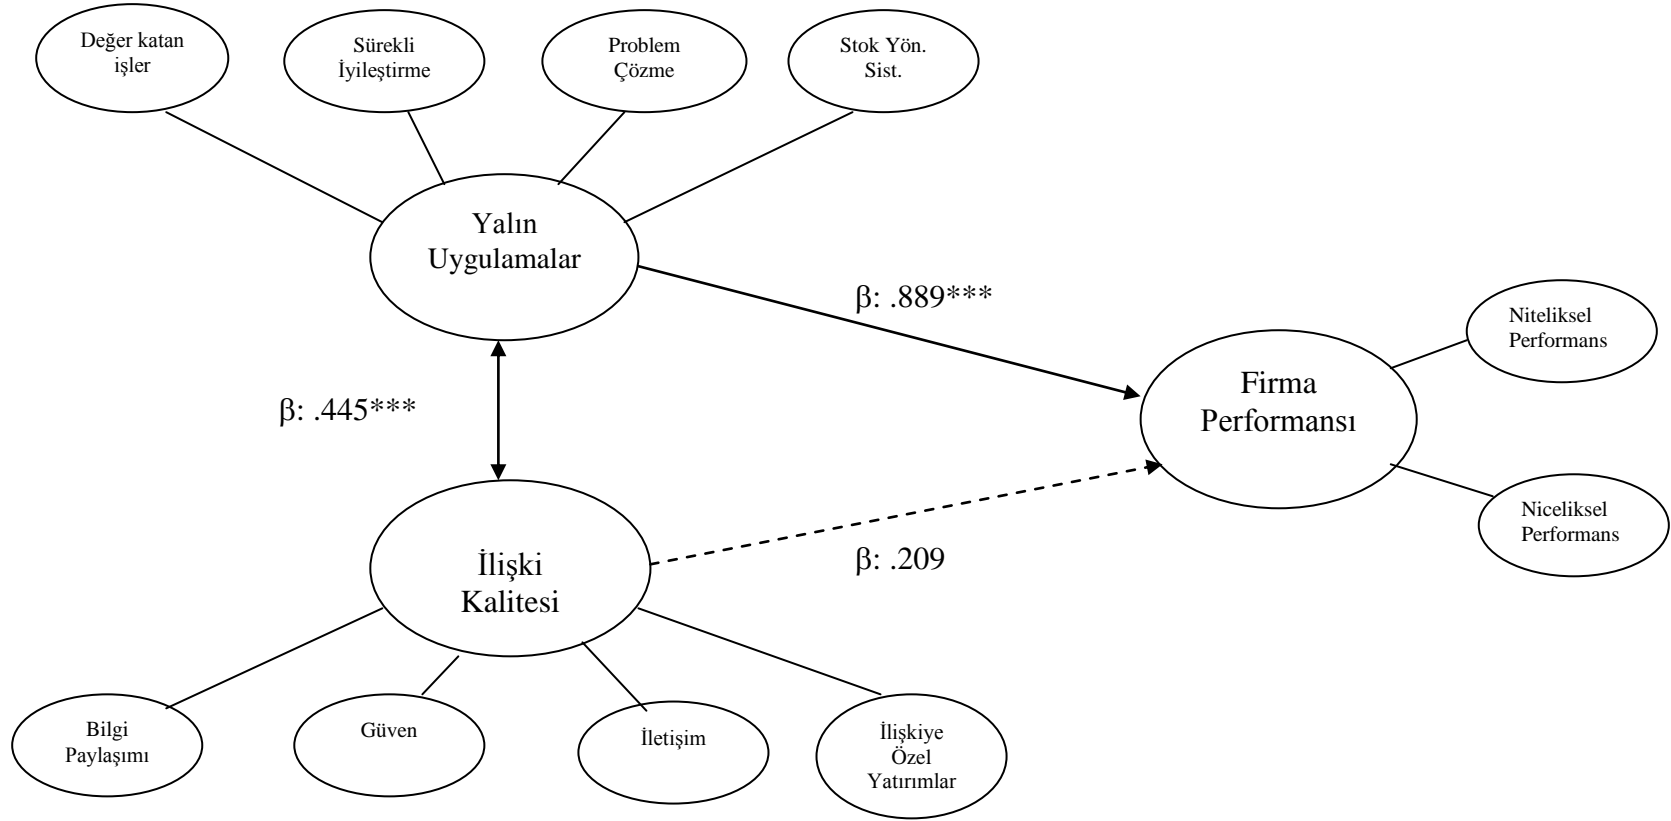 Değer katan
işler
Sürekli
İyileştirme
Problem
Çözme
Stok Yön.
Sist.
Yalın
Uygulamalar
β: .889***
Niteliksel
Performans
Firma
Performansı
β: .445***
Niceliksel
Performans
İlişki
Kalitesi
β: .209
Bilgi
Paylaşımı
Güven
İletişim
İlişkiye
Özel
Yatırımlar